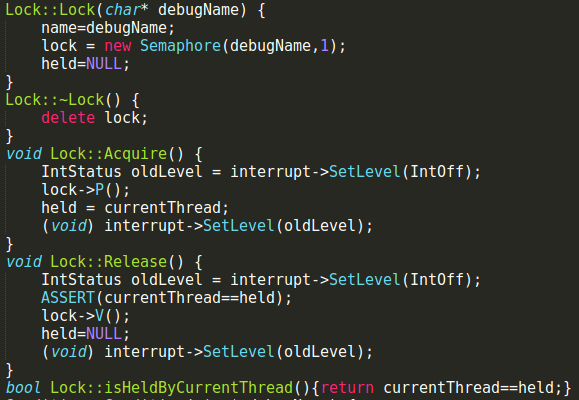 Lock::Lock(char* debugName) {
    name=debugName;
    lock = new Semaphore(debugName,1);
    held=NULL;
}
Lock::~Lock() {
    delete lock;
}
void Lock::Acquire() {
    IntStatus oldLevel = interrupt->SetLevel(IntOff);
    lock->P();
    held = currentThread;
    (void) interrupt->SetLevel(oldLevel);
}
void Lock::Release() {
    IntStatus oldLevel = interrupt->SetLevel(IntOff);
    ASSERT(currentThread==held);
    lock->V();
    held=NULL;
    (void) interrupt->SetLevel(oldLevel);
}
bool Lock::isHeldByCurrentThread(){return currentThread==held;}